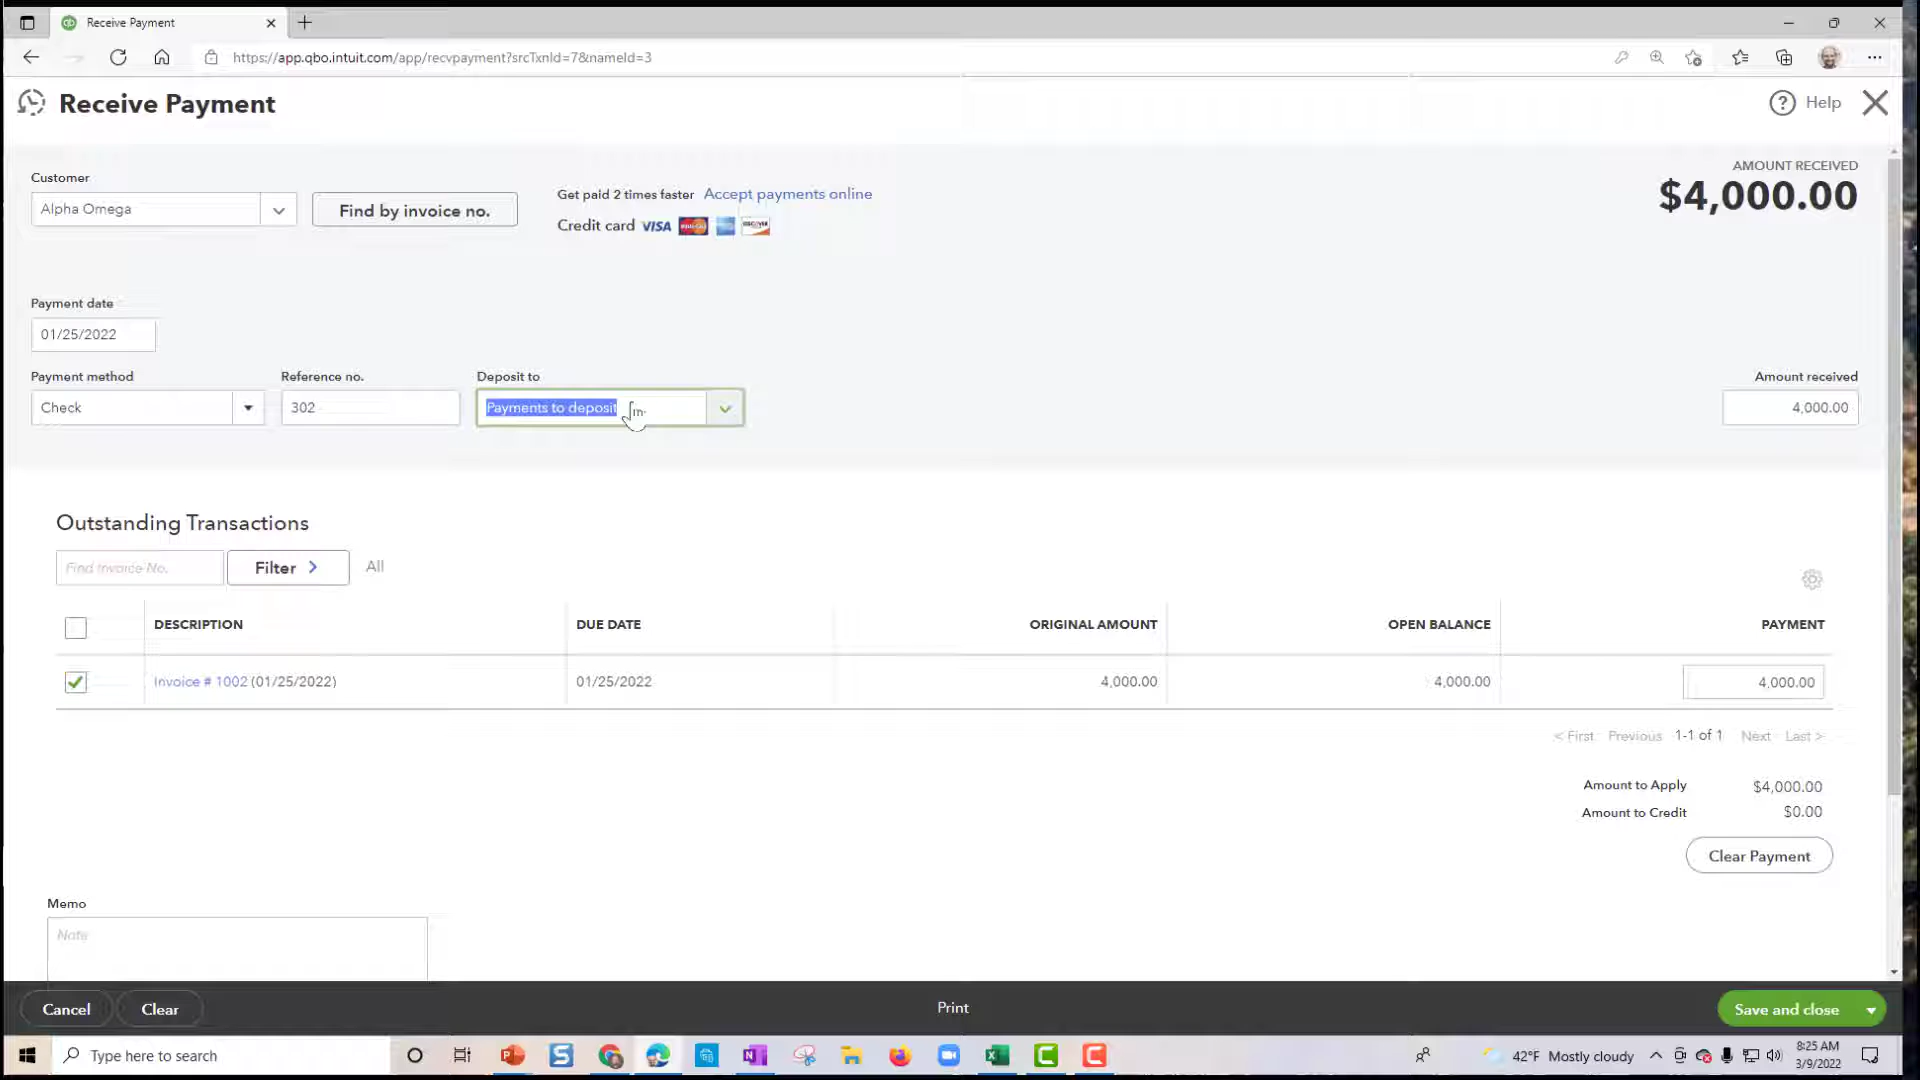 Receive Payment
https://app.qbo.intuit.com/app/recvpayment?srcTxnId=7&nameId=3
Receive Payment
Help
AMOUNT RECEIVED
$4,000.00
Customer
Alpha Omega
Find by invoice no.
Get paid 2 times faster Accept payments online
Credit card VISA
DISCOVER
Payment date
01/25/2022
Payment method
Reference no.
Deposit to
Amount received
Check
302
Payments to deposit
4,000.00
Outstanding Transactions
Find Invoice No.
Filter >
All
DESCRIPTION
DUE DATE
ORIGINAL AMOUNT
OPEN BALANCE
PAYMENT
Invoice # 1002 (01/25/2022)
01/25/2022
4,000.00
4,000.00
4,000.00
< First Previous 1-1 of 1 Next Last >
Amount to Apply $4,000.00
Amount to Credit $0.00
Clear Payment
Memo
Note
Cancel
Clear
Print
Save and close
Type here to search
42°F Mostly cloudy
8:25 AM
3/9/2022